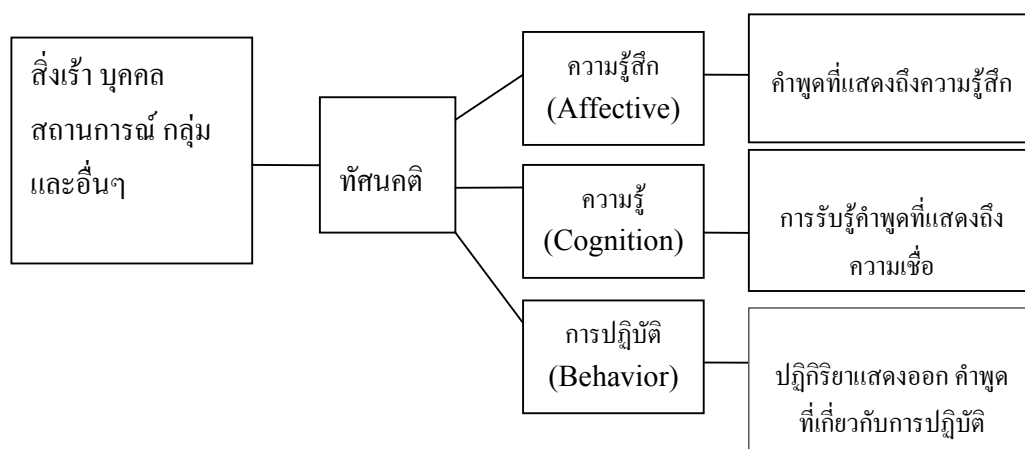 สิ่งเร้า บุคคล
สถานการณ์ กลุ่ม
และอื่นๆ
ทัศนคติ
ความรู้สึก
(Affective)
คำพูดที่แสดงถึงความรู้สึก
ความรู้
(Cognition)
การรับรู้คำพูดที่แสดงถึง
ความเชื่อ
การปฏิบัติ
(Behavior)
ปฏิกิริยาแสดงออก คำพูด
ที่เกี่ยวกับการปฏิบัติ